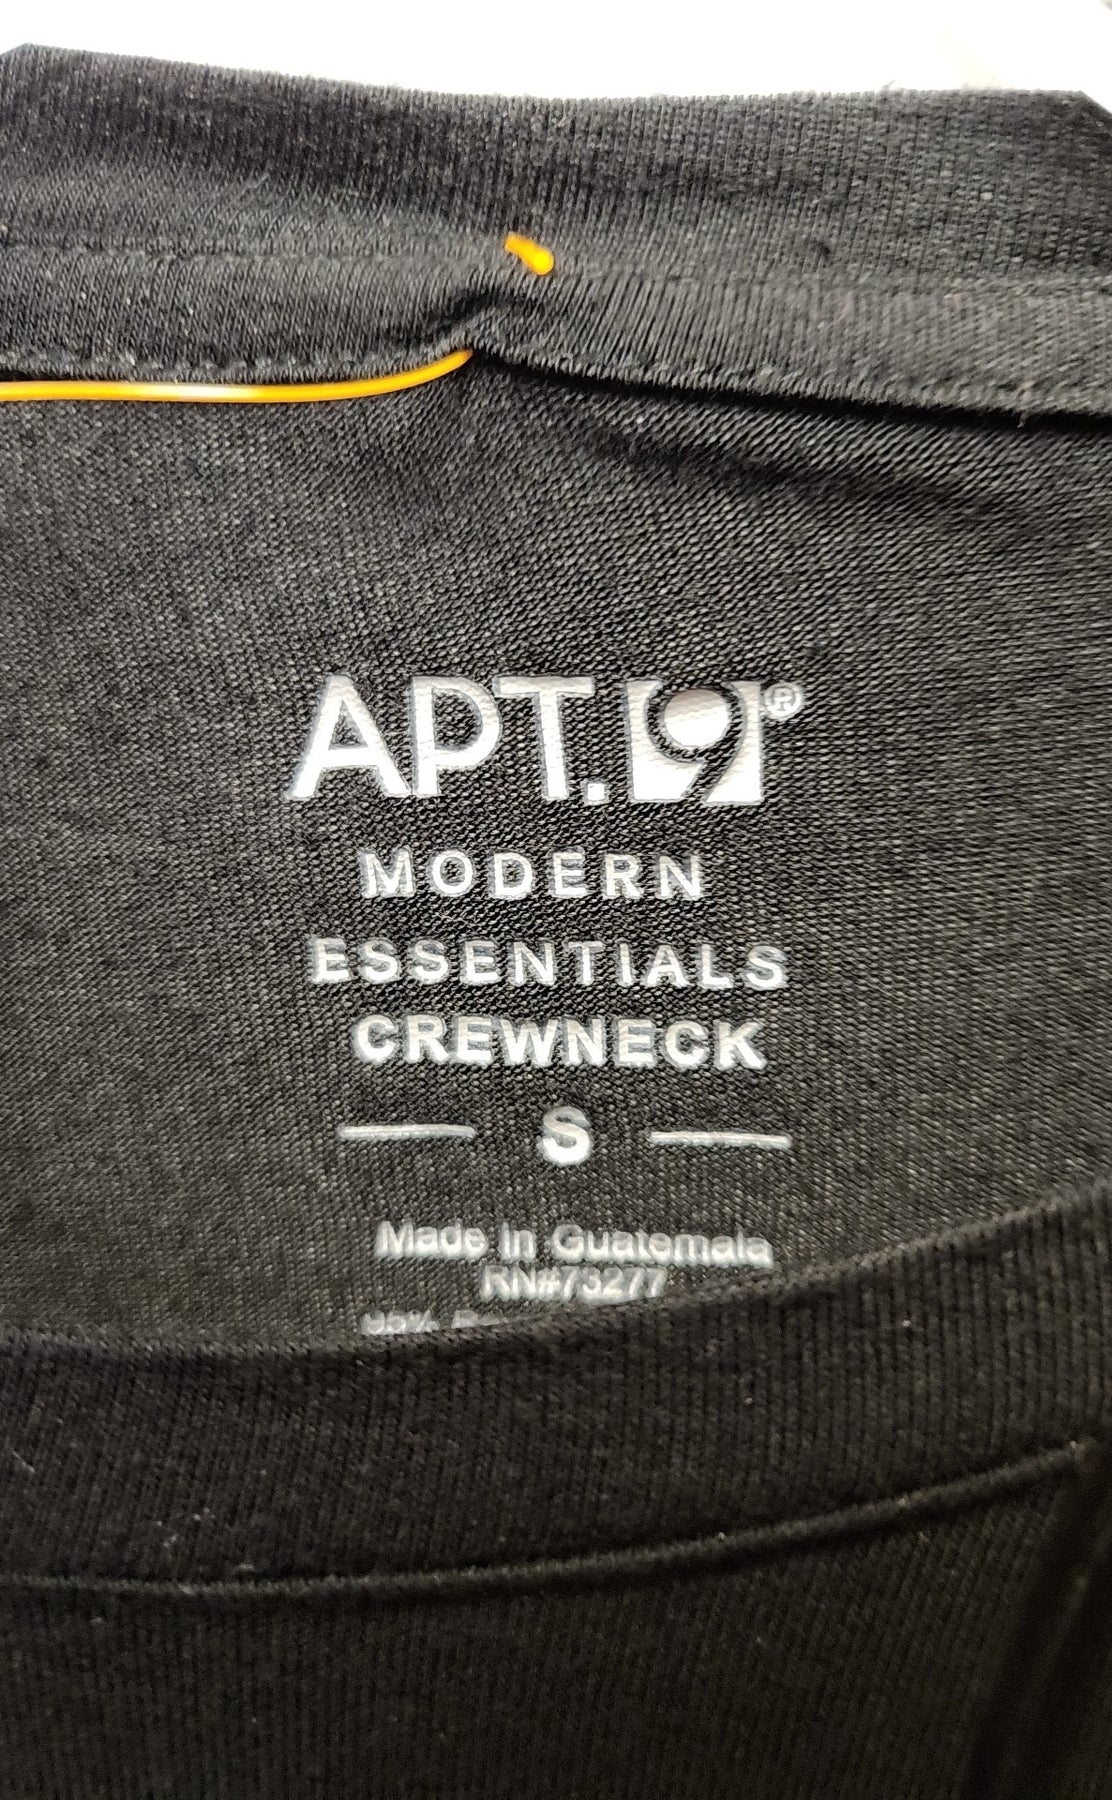 APT.9®
MODERN
ESSENTIALS
CREWNECK
S
Made In Guatemala
RN#73277